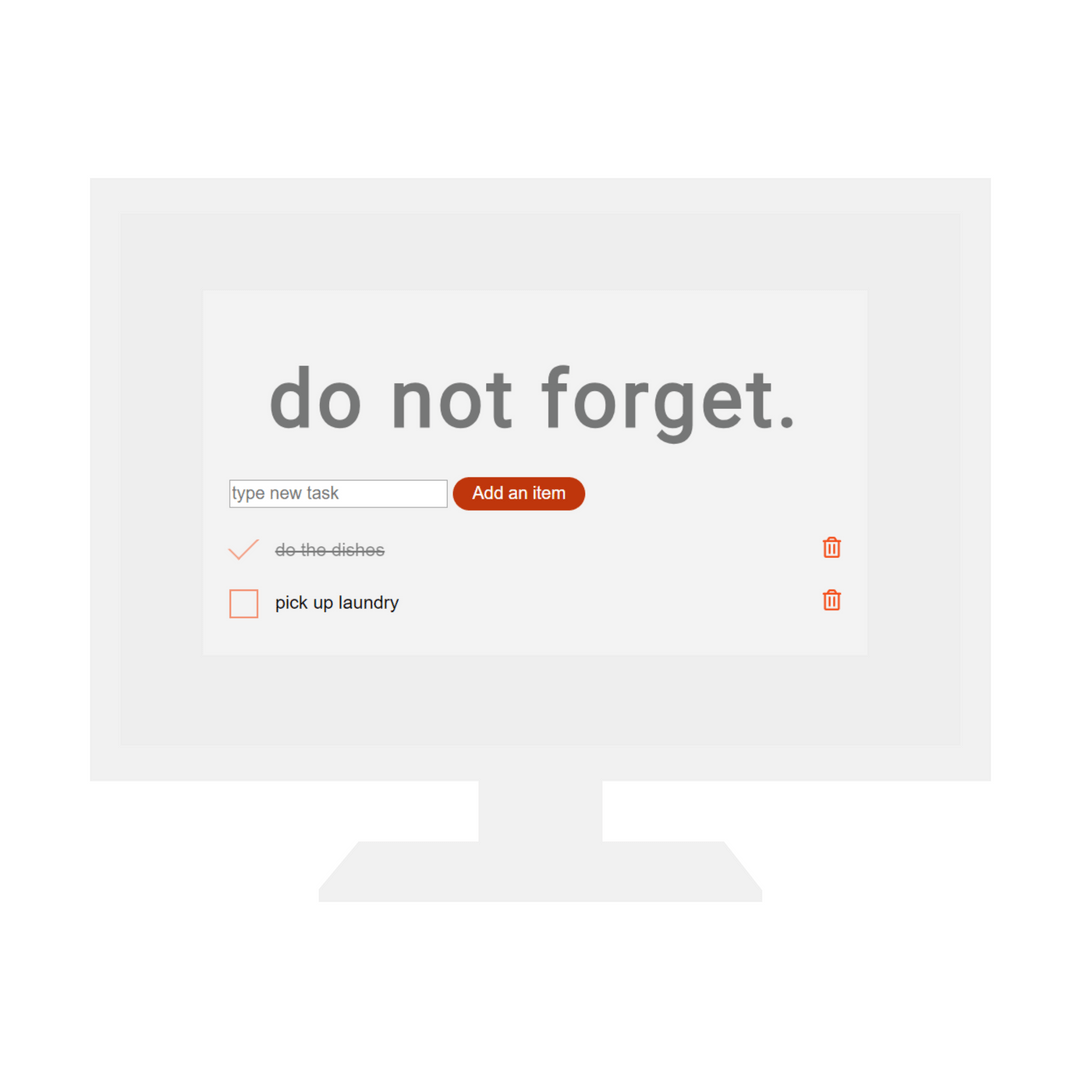 do not forget.
type new task Add an item
do the dishes
pick up laundry